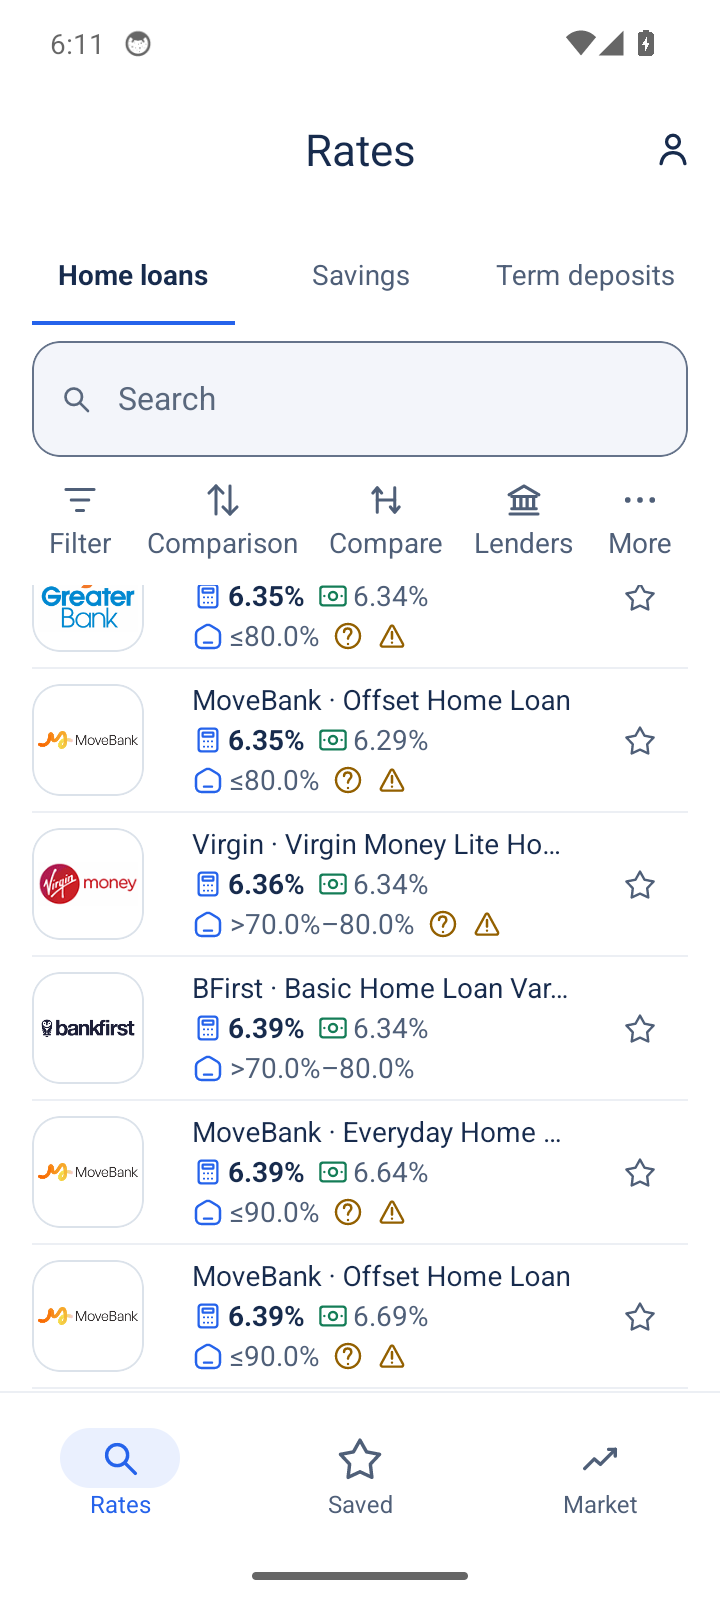 6:11
Rates
Home loans Savings Term deposits
Search
Filter Comparison Compare Lenders More
Greater Bank
6.35% 6.34%
≤80.0%
MoveBank · Offset Home Loan
MoveBank
6.35% 6.29%
≤80.0%
Virgin · Virgin Money Lite Ho...
Virgin money
6.36% 6.34%
>70.0%–80.0%
BFirst · Basic Home Loan Var...
bankfirst
6.39% 6.34%
>70.0%–80.0%
MoveBank · Everyday Home ...
MoveBank
6.39% 6.64%
≤90.0%
MoveBank · Offset Home Loan
MoveBank
6.39% 6.69%
≤90.0%
Rates Saved Market